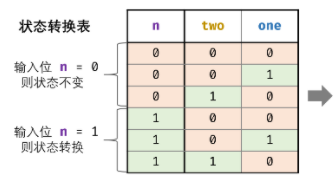 状态转换表
n two one
0 0 0
0 0 1
0 1 0
1 0 0
1 0 1
1 1 0
输入位 n = 0
则状态不变
输入位 n = 1
则状态转换